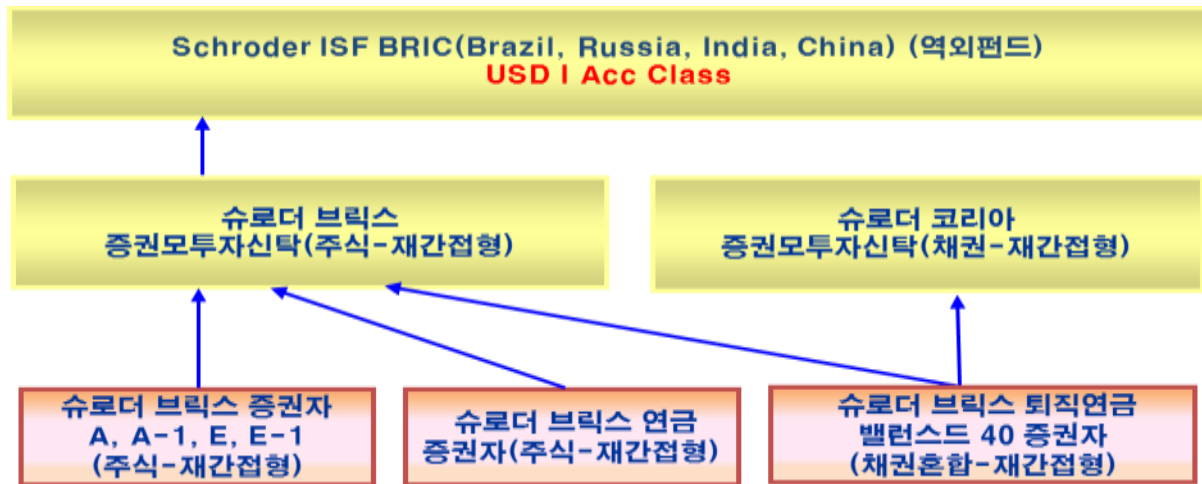 Schroder ISF BRIC(Brazil, Russia, India, China) (역외펀드)
USD I Acc Class
슈로더 브릭스
증권모투자신탁(주식-재간접형)
슈로더 코리아
증권모투자신탁(채권-재간접형)
슈로더 브릭스 증권자
A, A-1, E, E-1
(주식-재간접형)
슈로더 브릭스 연금
증권자(주식-재간접형)
슈로더 브릭스 퇴직연금
밸런스드 40 증권자
(채권혼합-재간접형)